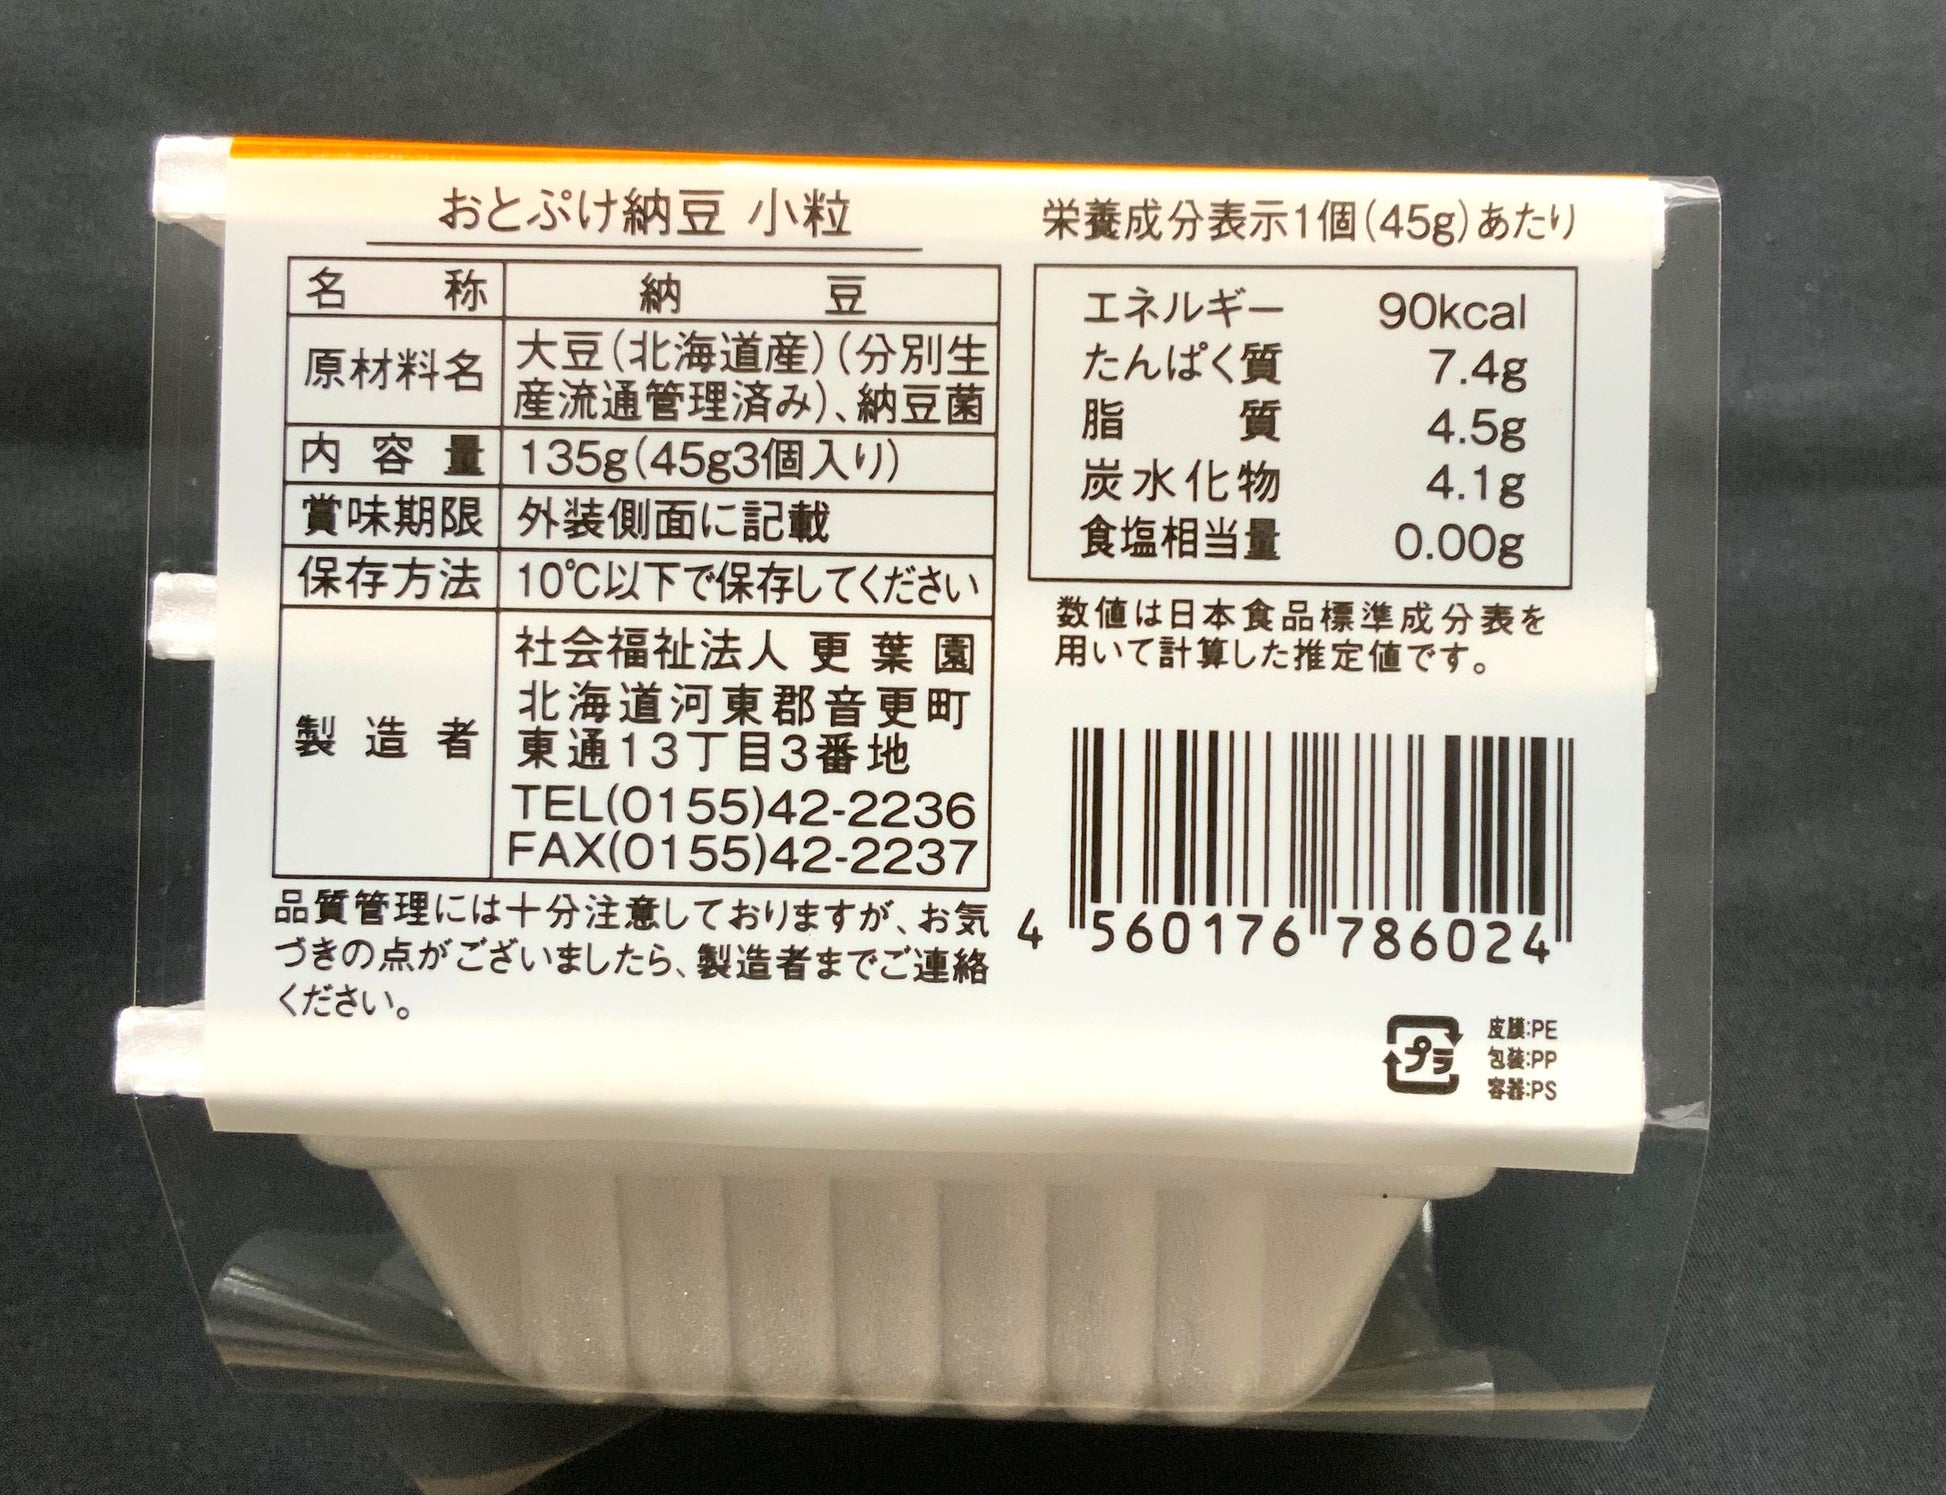 おとぷけ納豆 小粒
名称 納豆
原材料名 大豆(北海道産)(分別生
産流通管理済み)、納豆菌
内容量 135g(45g3個入り)
賞味期限 外装側面に記載
保存方法 10℃以下で保存してください
製造者 社会福祉法人 更葉園
北海道河東郡音更町
東通13丁目3番地
TEL(0155)42-2236
FAX(0155)42-2237
品質管理には十分注意しておりますが、お気
づきの点がございましたら、製造者までご連絡
ください。
栄養成分表示1個(45g)あたり
エネルギー 90kcal
たんぱく質 7.4g
脂質 4.5g
炭水化物 4.1g
食塩相当量 0.00g
数値は日本食品標準成分表を
用いて計算した推定値です。
4 560176 786024
プラ
皮膜:PE
包装:PP
容器:PS